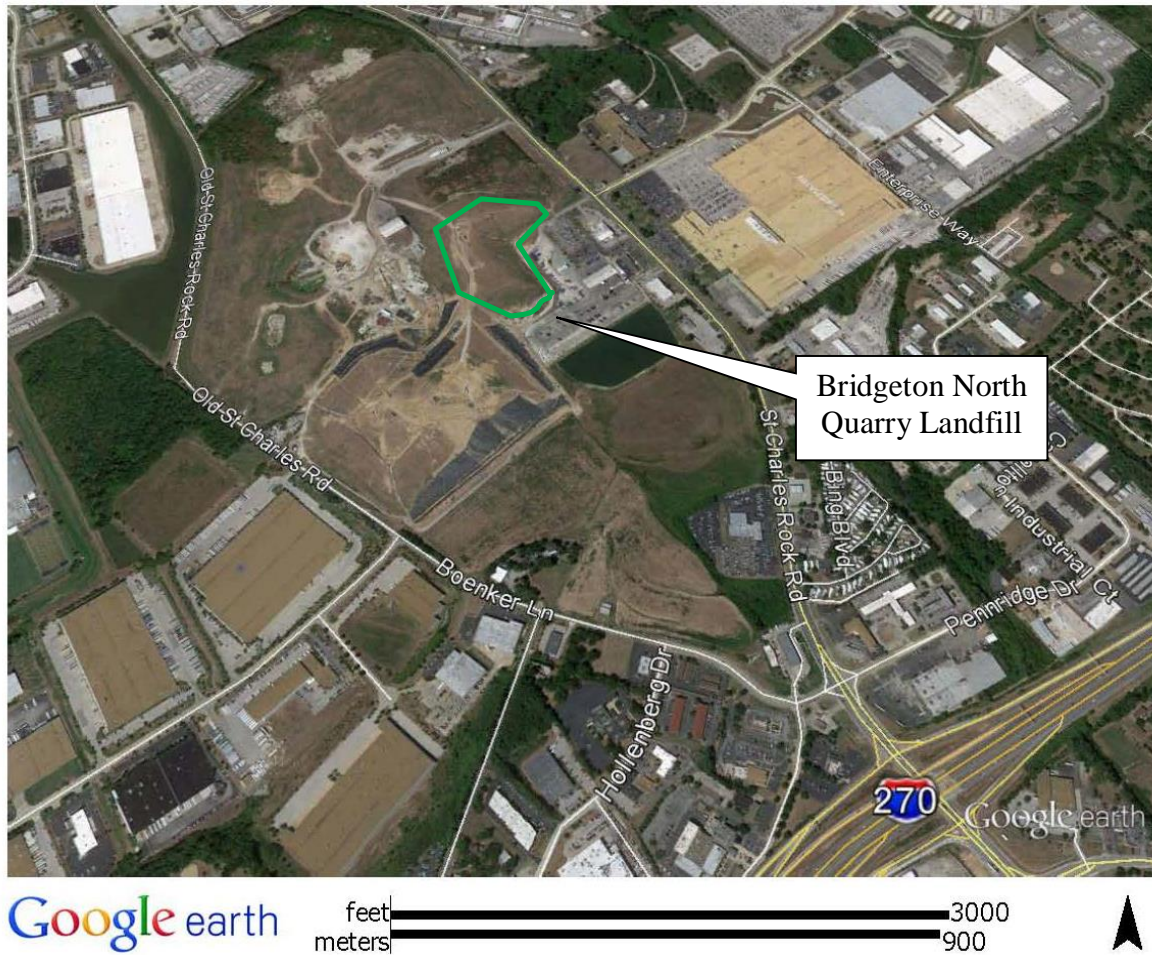 Enterprise Way
Old St Charles Rock Rd
Old St Charles Rd
Bridgeton North
Quarry Landfill
St Charles Rock Rd
Bing Blvd
Industrial Ct
Pennridge Dr
Boenker Ln
Hollenberg Dr
270
Google earth
Google earth
feet 3000
meters 900